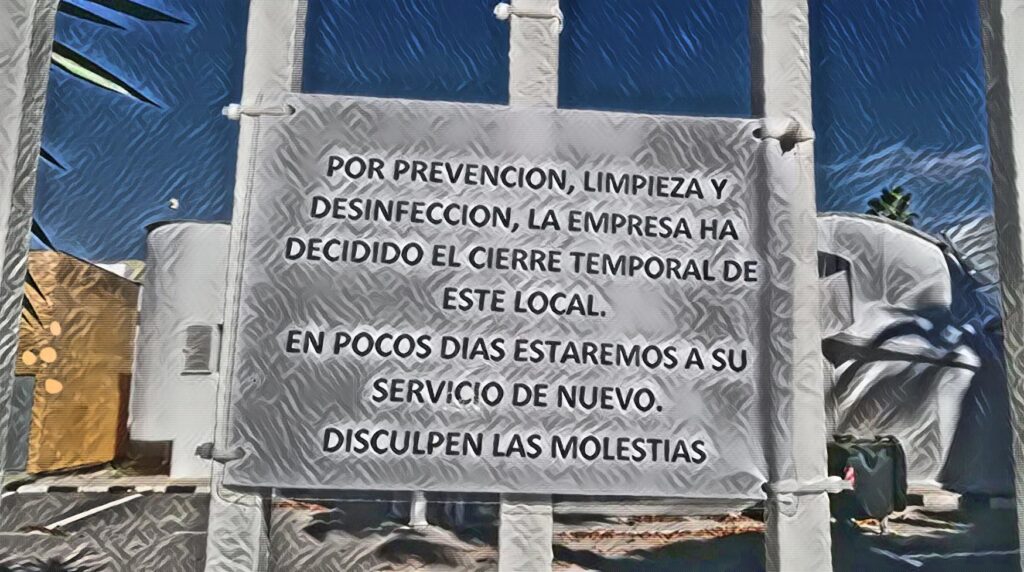 POR PREVENCION, LIMPIEZA Y
DESINFECCION, LA EMPRESA HA
DECIDIDO EL CIERRE TEMPORAL DE
ESTE LOCAL.
EN POCOS DIAS ESTAREMOS A SU
SERVICIO DE NUEVO.
DISCULPEN LAS MOLESTIAS